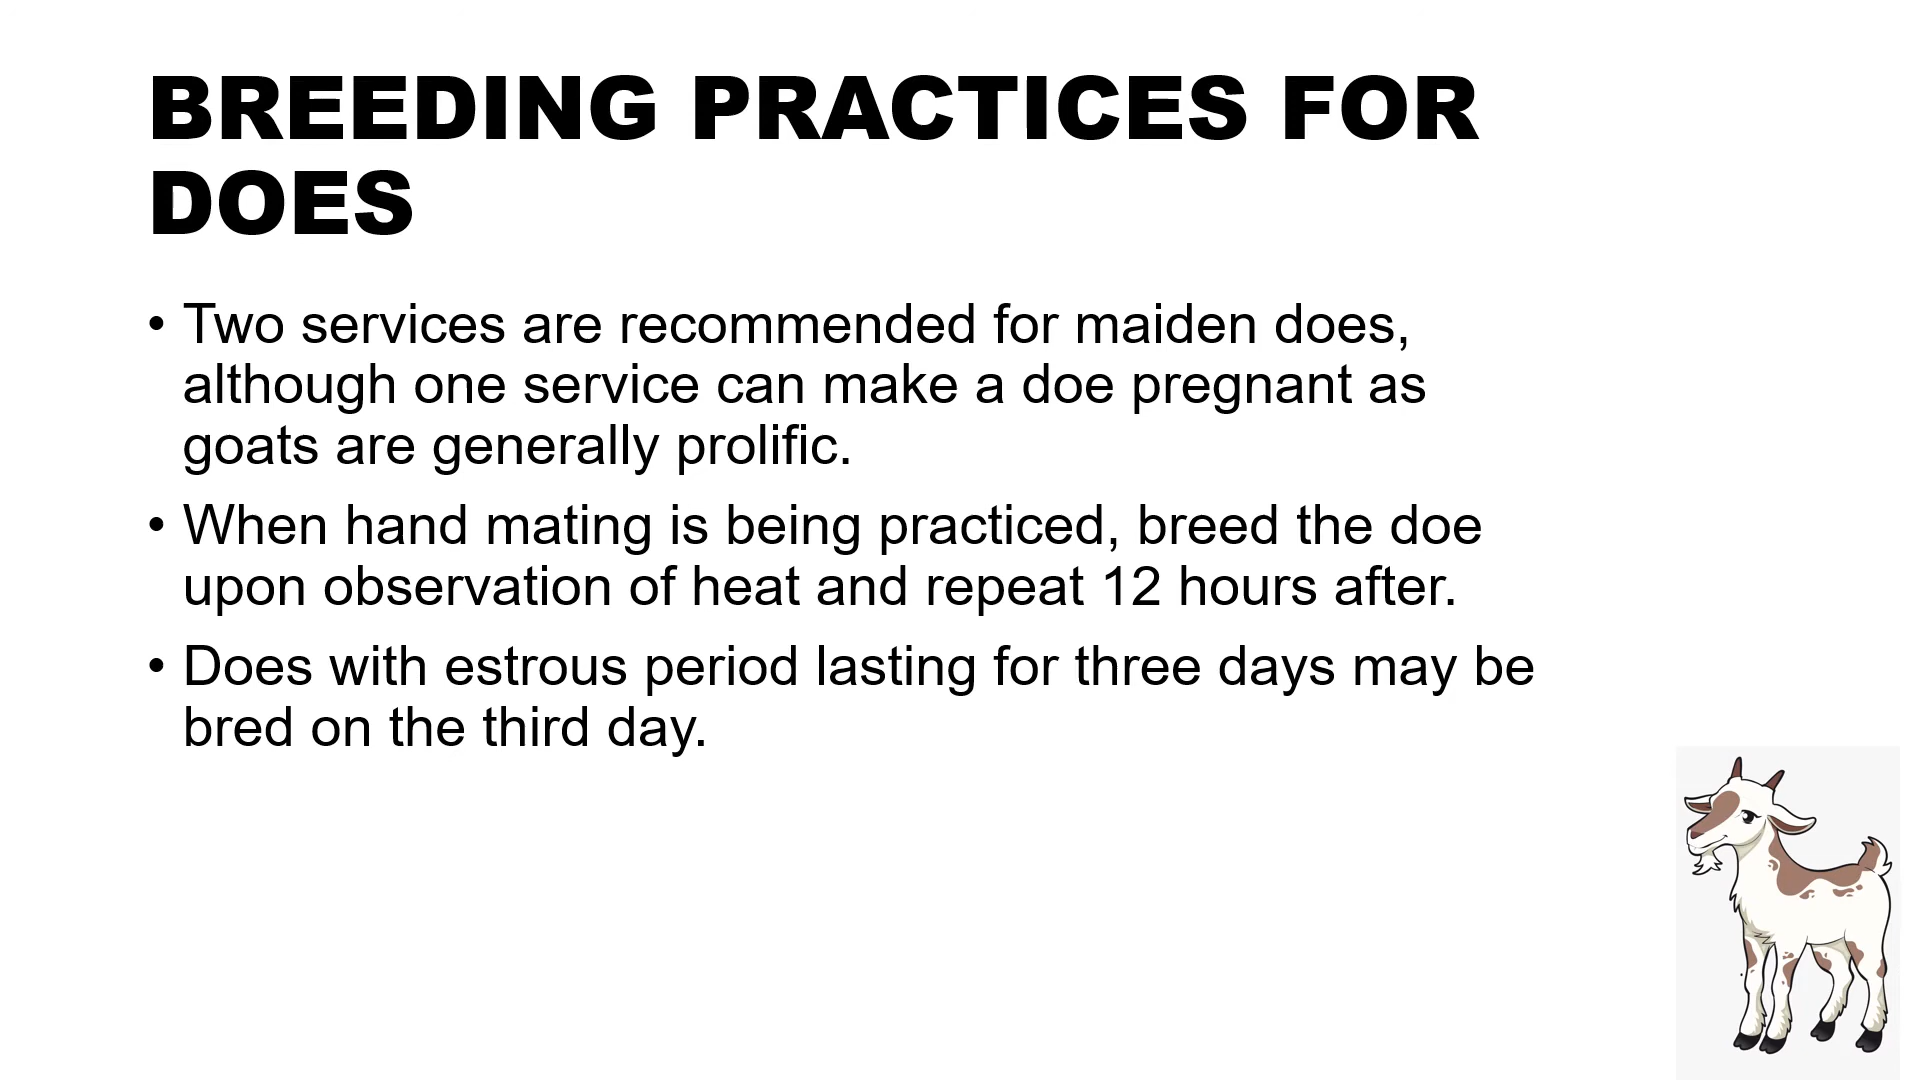 BREEDING PRACTICES FOR
DOES
• Two services are recommended for maiden does,
although one service can make a doe pregnant as
goats are generally prolific.
• When hand mating is being practiced, breed the doe
upon observation of heat and repeat 12 hours after.
• Does with estrous period lasting for three days may be
bred on the third day.